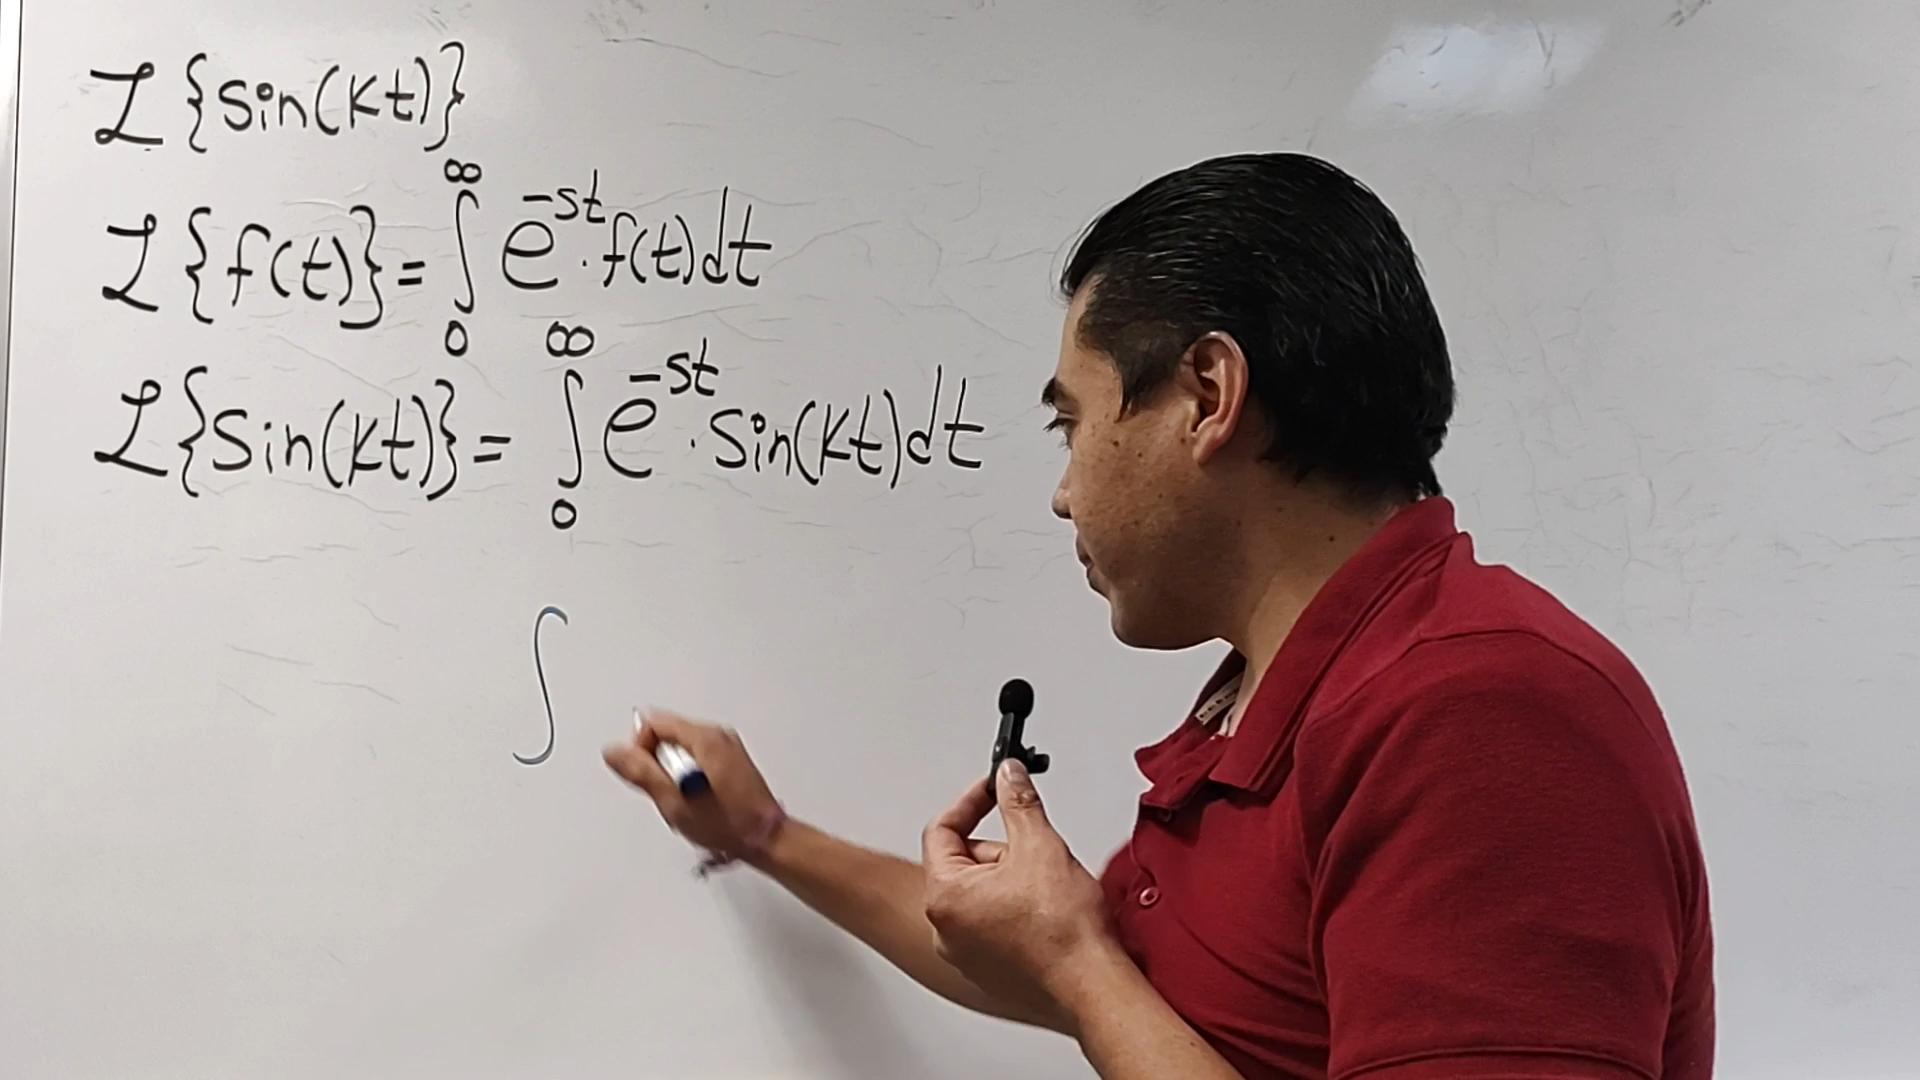 ℒ{sin(kt)}
ℒ{f(t)} = ∫₀^∞ e^(-st) · f(t)dt
ℒ{sin(kt)} = ∫₀^∞ e^(-st) · sin(kt)dt
∫